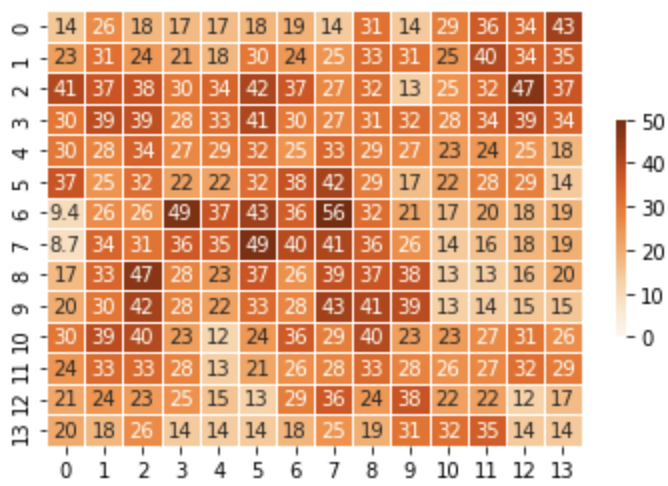 0 14 26 18 17 17 18 19 14 31 14 29 36 34 43
1 23 31 24 21 18 30 24 25 33 31 25 40 34 35
2 41 37 38 30 34 42 37 27 32 13 25 32 47 37
3 30 39 39 28 33 41 30 27 31 32 28 34 39 34
4 30 28 34 27 29 32 25 33 29 27 23 24 25 18
5 37 25 32 22 22 32 38 42 29 17 22 28 29 14
6 9.4 26 26 49 37 43 36 56 32 21 17 20 18 19
7 8.7 34 31 36 35 49 40 41 36 26 14 16 18 19
8 17 33 47 28 23 37 26 39 37 38 13 13 16 20
9 20 30 42 28 22 33 28 43 41 39 13 14 15 15
10 30 39 40 23 12 24 36 29 40 23 23 27 31 26
11 24 33 33 28 13 21 26 28 33 28 26 27 32 29
12 21 24 23 25 15 13 29 36 24 38 22 22 12 17
13 20 18 26 14 14 14 18 25 19 31 32 35 14 14
0 1 2 3 4 5 6 7 8 9 10 11 12 13
50
40
30
20
10
0